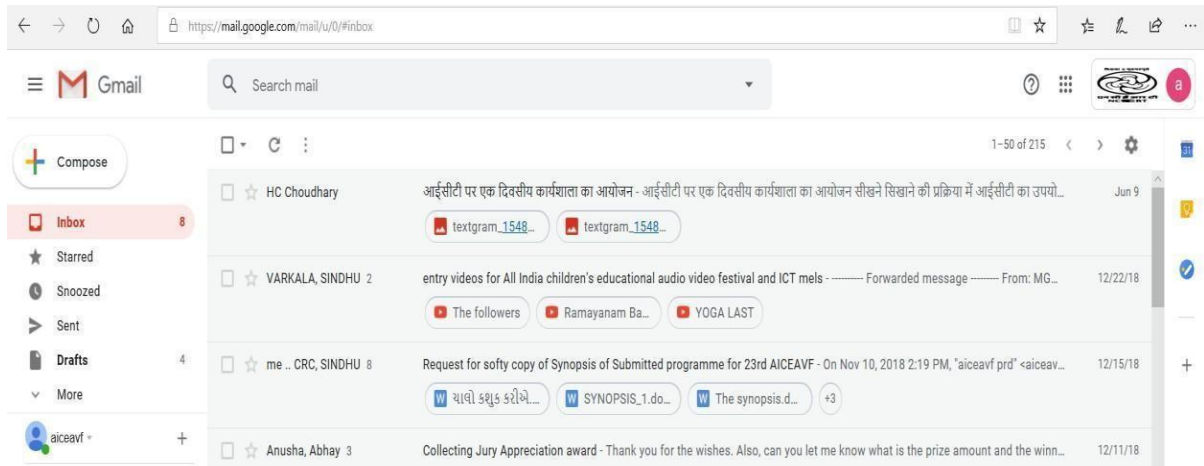 https://mail.google.com/mail/u/0/#inbox
Gmail
Search mail
a
Compose
1-50 of 215
31
HC Choudhary
आईसीटी पर एक दिवसीय कार्यशाला का आयोजन - आईसीटी पर एक दिवसीय कार्यशाला का आयोजन सीखने सिखाने की प्रक्रिया में आईसीटी का उपयो...
Jun 9
textgram_1548... textgram_1548...
Inbox 8
Starred
VARKALA, SINDHU 2
entry videos for All India children's educational audio video festival and ICT mels - ---------- Forwarded message --------- From: MG...
12/22/18
Snoozed
The followers Ramayanam Ba... YOGA LAST
Sent
Drafts 4
me .. CRC, SINDHU 8
Request for softy copy of Synopsis of Submitted programme for 23rd AICEAVF - On Nov 10, 2018 2:19 PM, "aiceavf prd" <aiceav...
12/15/18
More
ચાલો કશુક કરીએ.... SYNOPSIS_1.do... The synopsis.d... +3
aiceavf
Anusha, Abhay 3
Collecting Jury Appreciation award - Thank you for the wishes. Also, can you let me know what is the prize amount and the winn...
12/11/18